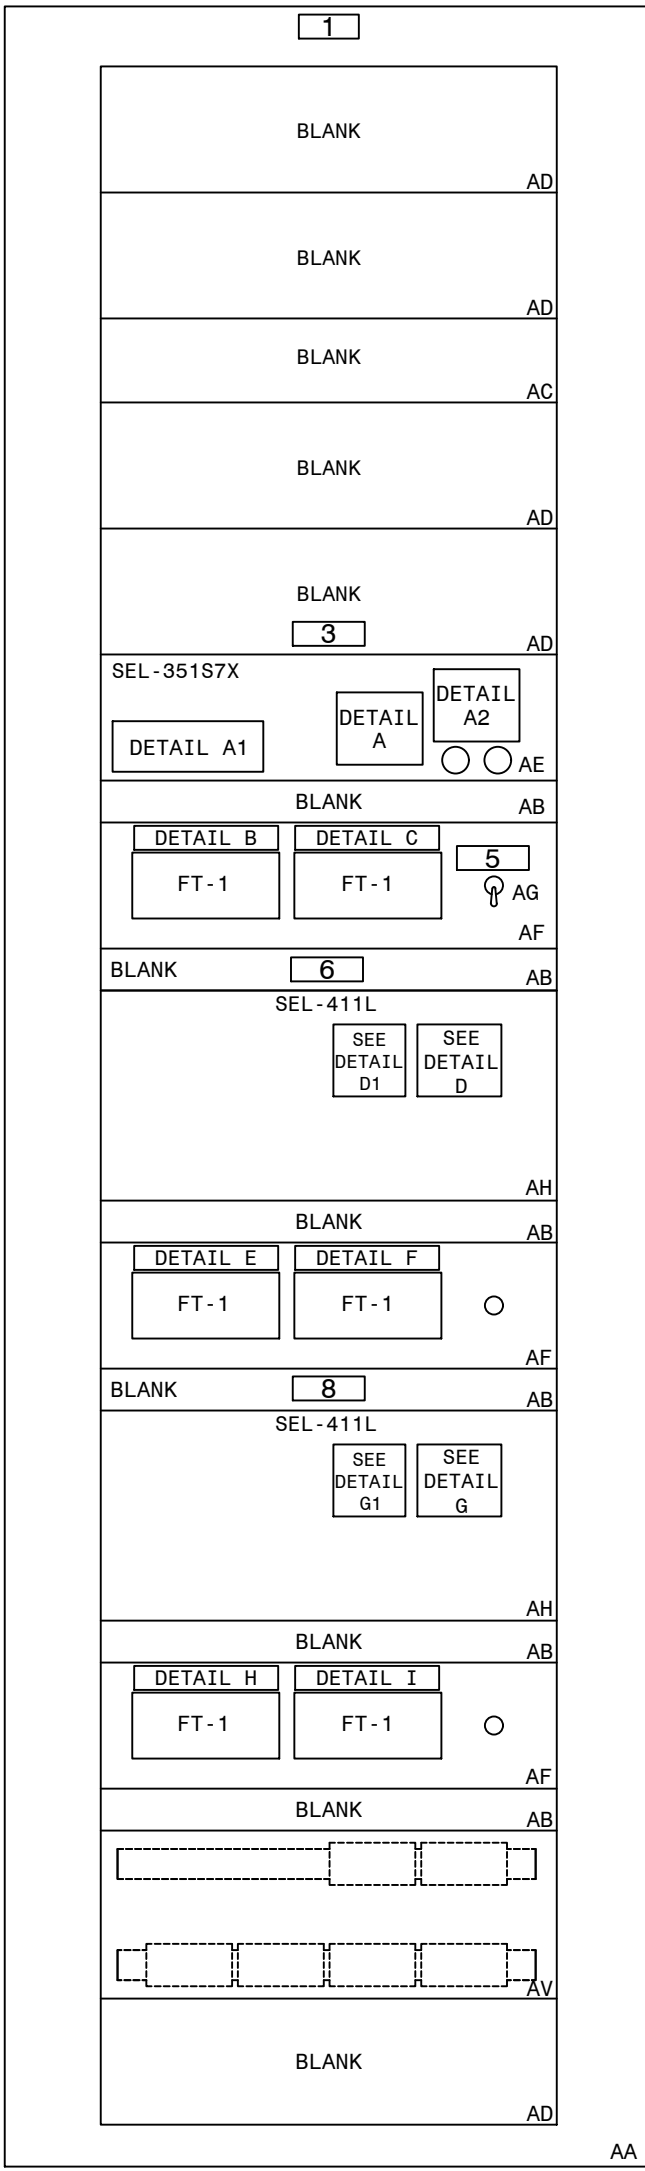 1
BLANK
AD
BLANK
AD
BLANK
AC
BLANK
AD
BLANK
3
AD
SEL-351S7X
DETAIL A1
DETAIL
A
DETAIL
A2
AE
BLANK
AB
DETAIL B
DETAIL C
FT-1
FT-1
5
AG
AF
BLANK
6
AB
SEL-411L
SEE
DETAIL
D1
SEE
DETAIL
D
AH
BLANK
AB
DETAIL E
DETAIL F
FT-1
FT-1
AF
BLANK
8
AB
SEL-411L
SEE
DETAIL
G1
SEE
DETAIL
G
AH
BLANK
AB
DETAIL H
DETAIL I
FT-1
FT-1
AF
BLANK
AB
AV
BLANK
AD
AA